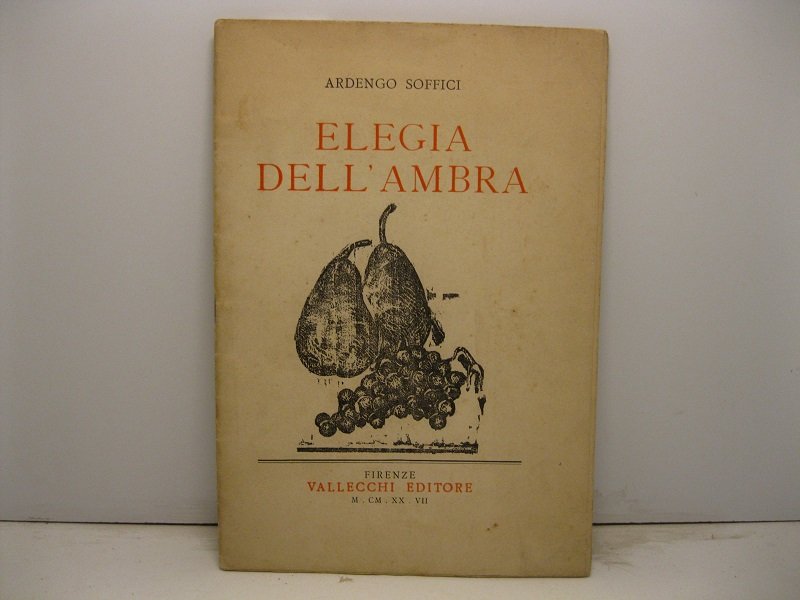 ARDENGO SOFFICI
ELEGIA
DELL'AMBRA
FIRENZE
VALLECCHI EDITORE
M . CM . XX . VII